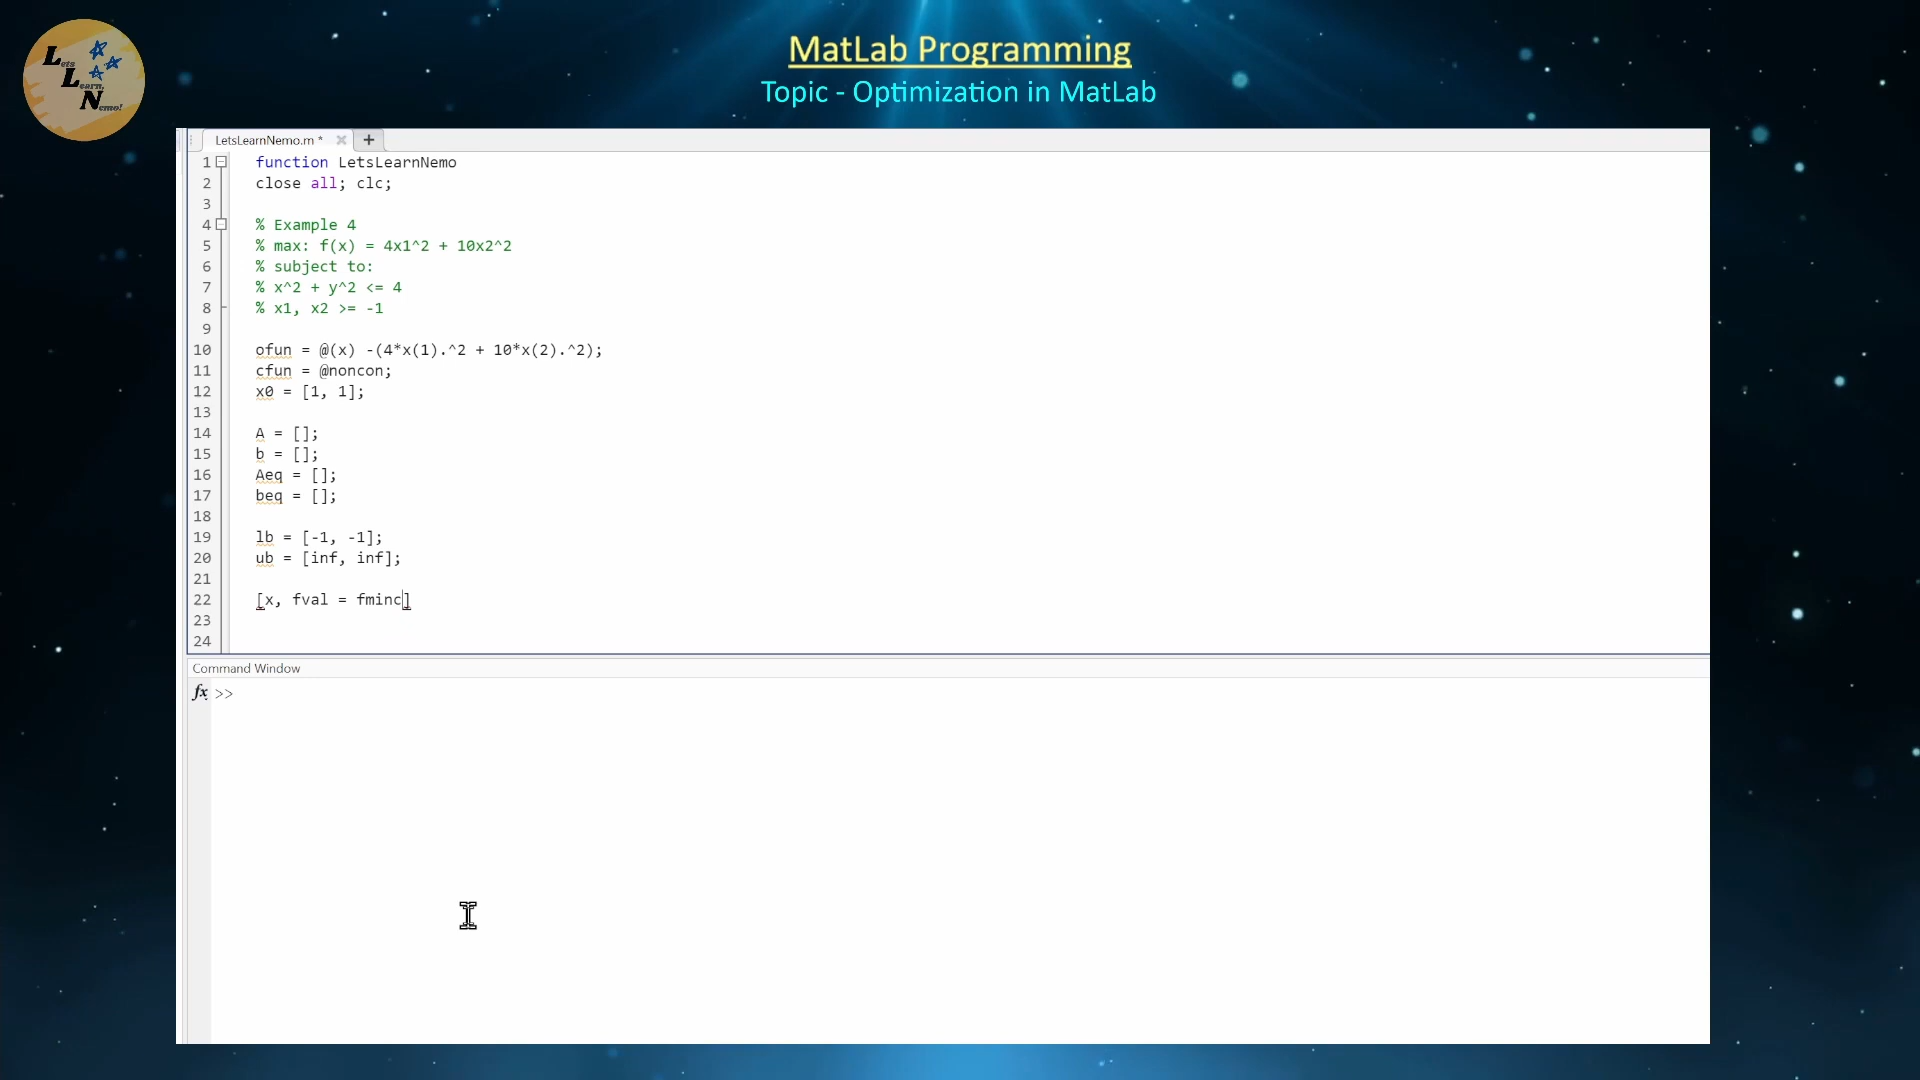 Lets
Learn,
Nemo!
MatLab Programming
Topic - Optimization in MatLab
LetsLearnNemo.m *
1 function LetsLearnNemo
2 close all; clc;
3
4 % Example 4
5 % max: f(x) = 4x1^2 + 10x2^2
6 % subject to:
7 % x^2 + y^2 <= 4
8 % x1, x2 >= -1
9
10 ofun = @(x) -(4*x(1).^2 + 10*x(2).^2);
11 cfun = @noncon;
12 x0 = [1, 1];
13
14 A = [];
15 b = [];
16 Aeq = [];
17 beq = [];
18
19 lb = [-1, -1];
20 ub = [inf, inf];
21
22 [x, fval = fminc]
23
24
Command Window
fx >>